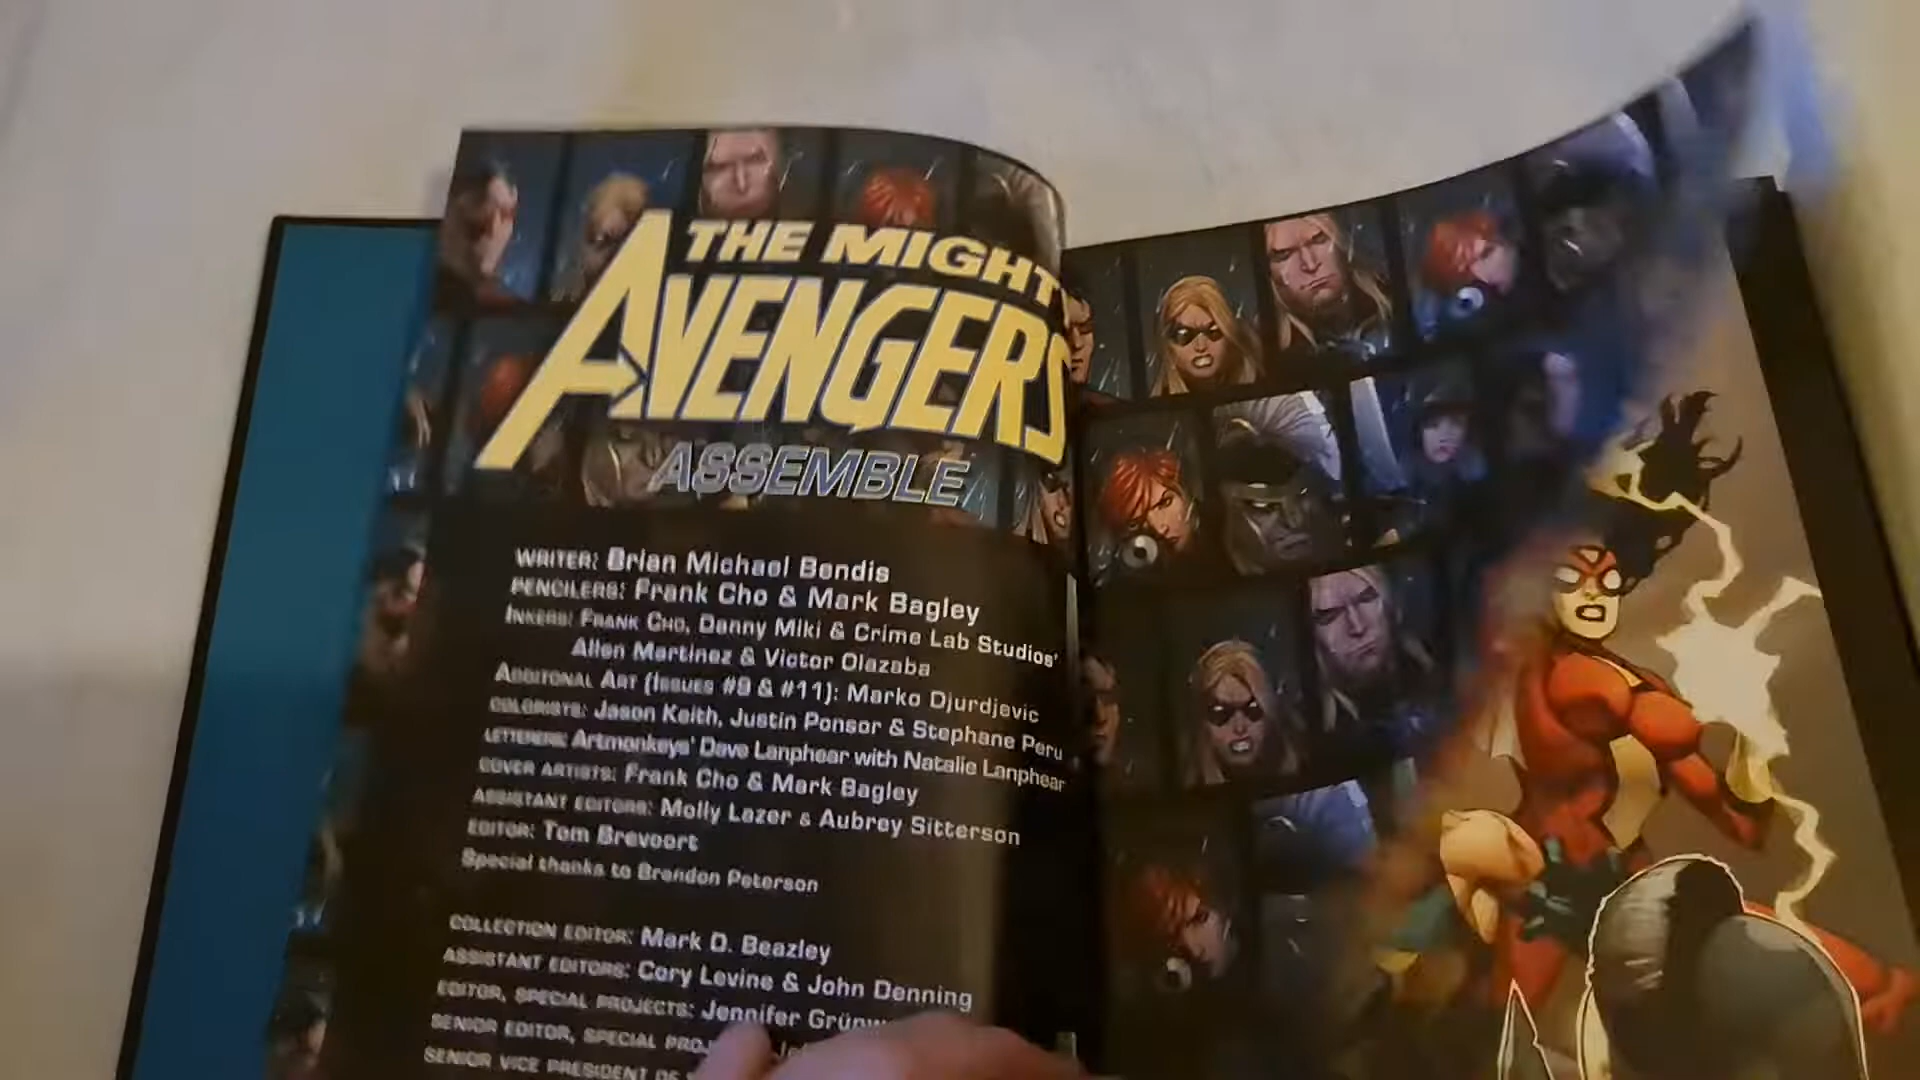 THE MIGHTY
AVENGERS
ASSEMBLE
WRITER: Brian Michael Bendis
PENCILERS: Frank Cho & Mark Bagley
INKERS: FRANK CHO, Danny Miki & Crime Lab Studios'
Allen Martinez & Victor Olazaba
ADDITONAL ART (ISSUES #9 & #11): Marko Djurdjevic
COLORISTS: Jason Keith, Justin Ponsor & Stephane Peru
LETTERERS: Artmonkeys' Dave Lanphear with Natalie Lanphear
COVER ARTISTS: Frank Cho & Mark Bagley
ASSISTANT EDITORS: Molly Lazer & Aubrey Sitterson
EDITOR: Tom Brevoort
Special thanks to Brandon Peterson
COLLECTION EDITOR: Mark D. Beazley
ASSISTANT EDITORS: Cory Levine & John Denning
EDITOR, SPECIAL PROJECTS: Jennifer
SENIOR EDITOR, SPECIAL
SENIOR VICE PRESIDENT OF